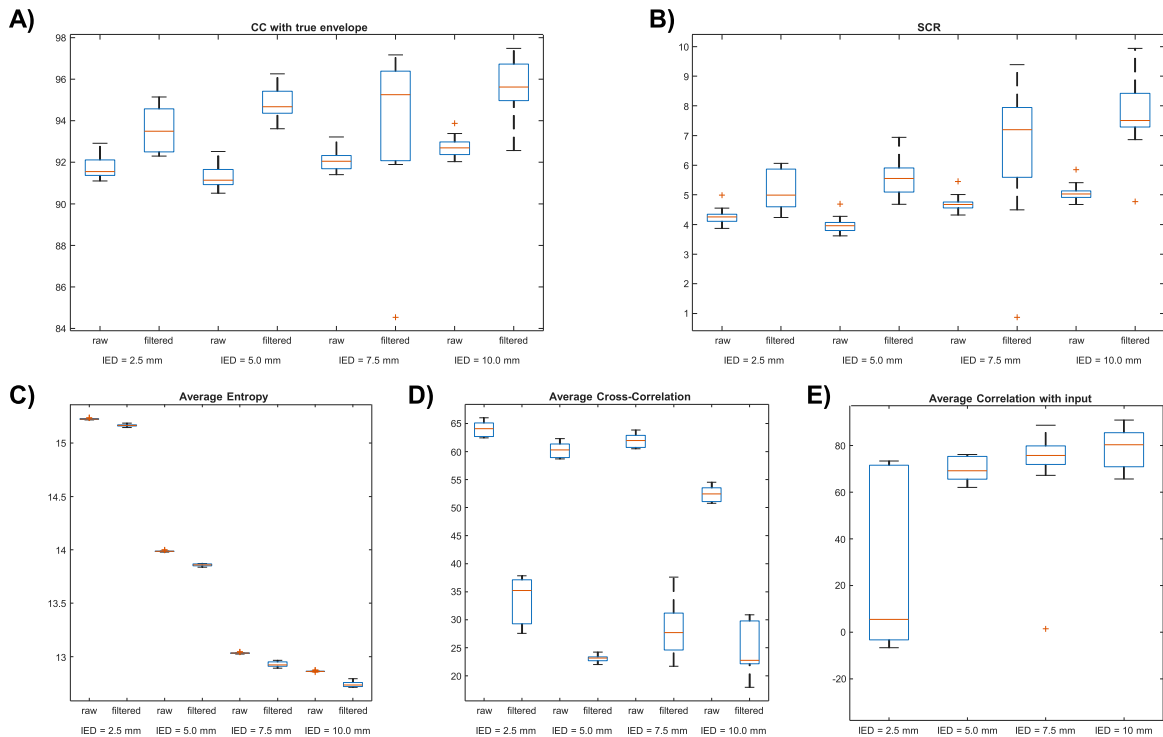 A)
CC with true envelope
98
96
94
92
90
88
86
84
raw filtered raw filtered raw filtered raw filtered
IED = 2.5 mm IED = 5.0 mm IED = 7.5 mm IED = 10.0 mm
B)
SCR
10
9
8
7
6
5
4
3
2
1
raw filtered raw filtered raw filtered raw filtered
IED = 2.5 mm IED = 5.0 mm IED = 7.5 mm IED = 10.0 mm
C)
Average Entropy
15
14
13.5
13
raw filtered raw filtered raw filtered raw filtered
IED = 2.5 mm IED = 5.0 mm IED = 7.5 mm IED = 10.0 mm
D)
Average Cross-Correlation
65
60
55
50
45
40
35
30
25
20
raw filtered raw filtered raw filtered raw filtered
IED = 2.5 mm IED = 5.0 mm IED = 7.5 mm IED = 10.0 mm
E)
Average Correlation with input
80
60
40
20
0
-20
IED = 2.5 mm IED = 5.0 mm IED = 7.5 mm IED = 10 mm